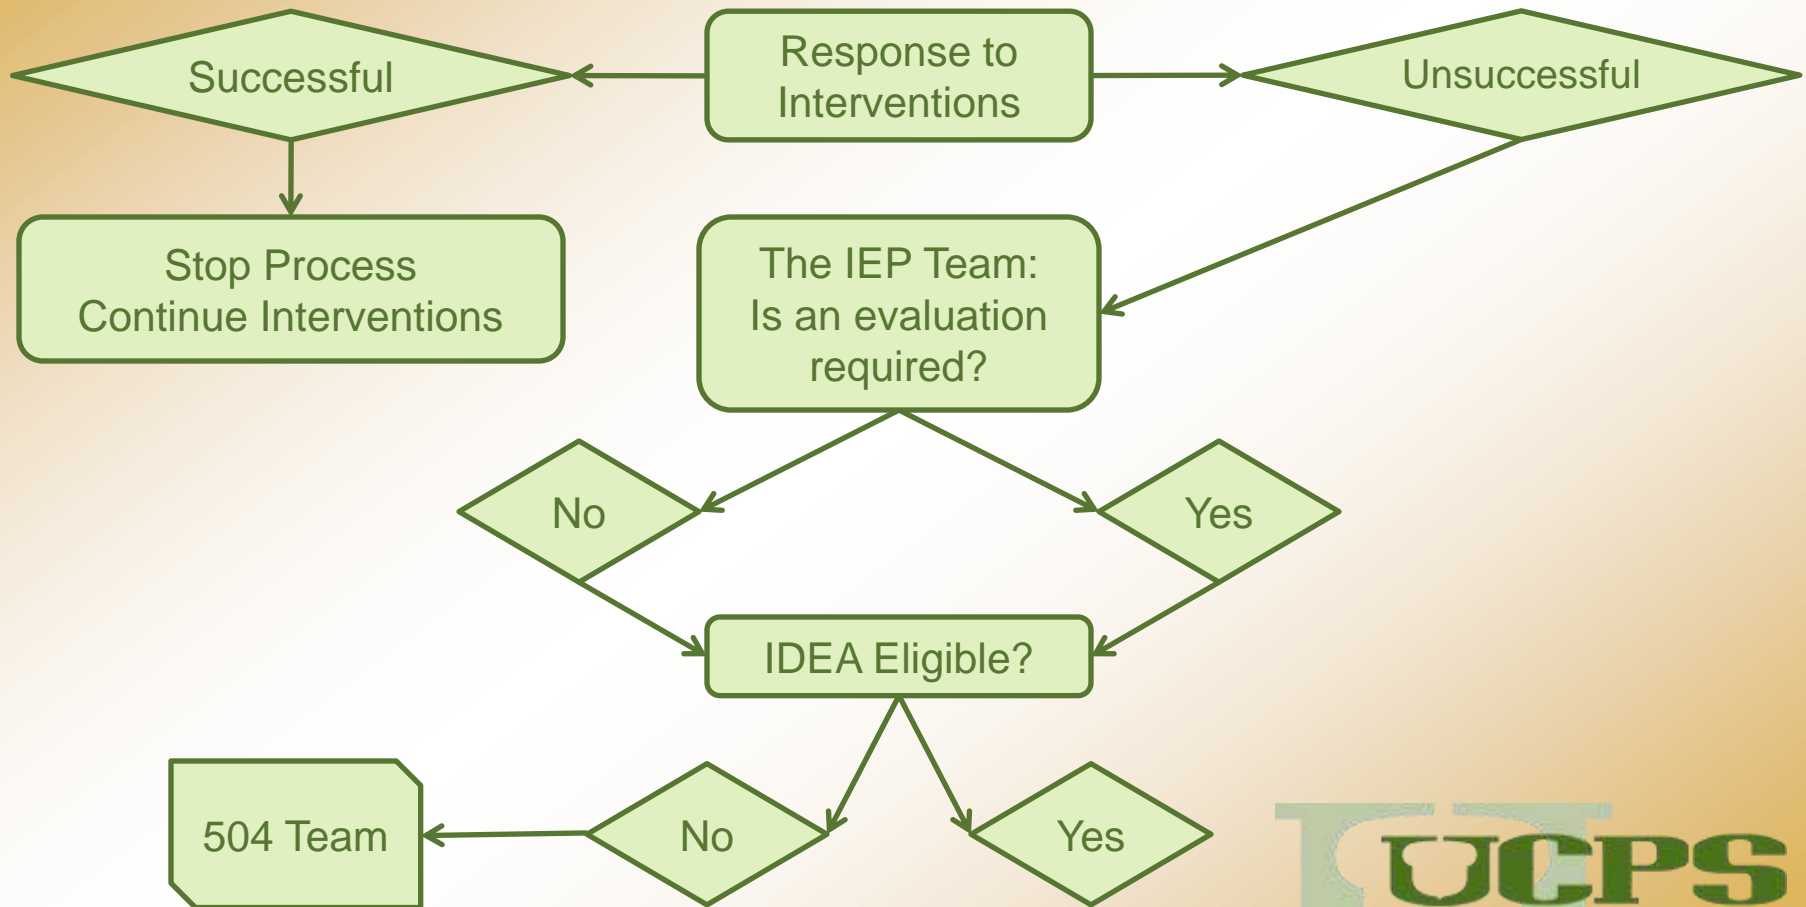 Successful
Response to
Interventions
Unsuccessful
Stop Process
Continue Interventions
The IEP Team:
Is an evaluation
required?
No
Yes
IDEA Eligible?
504 Team
No
Yes
UCPS